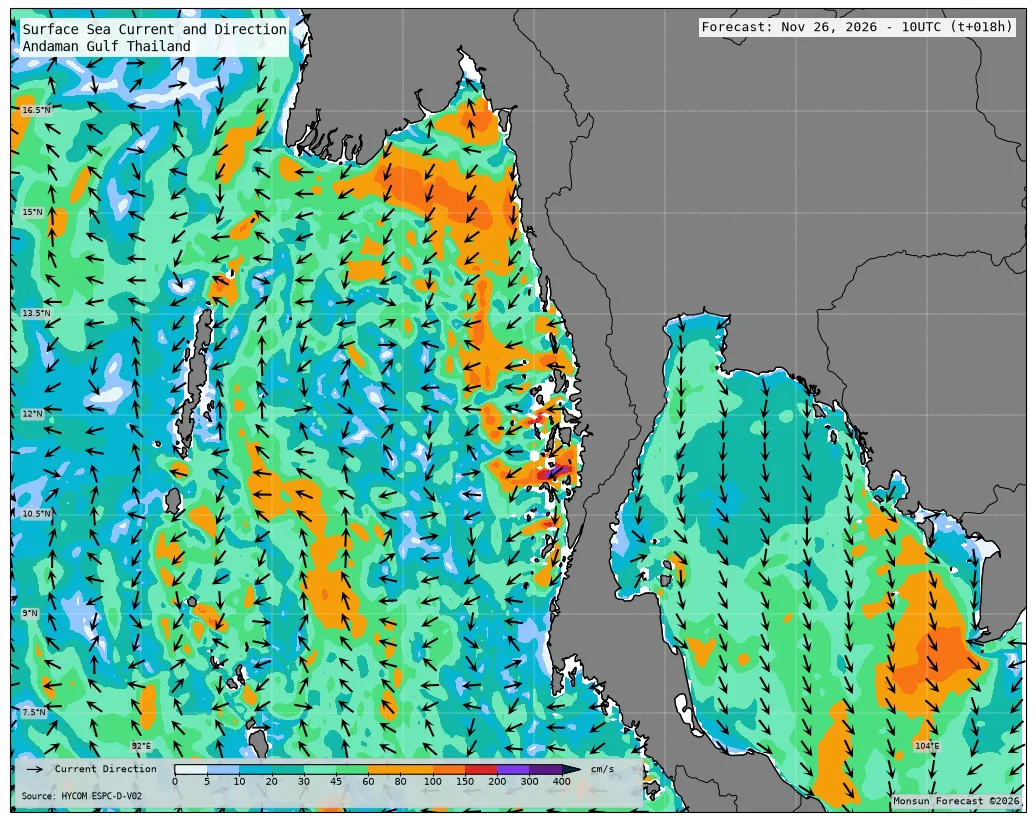 Surface Sea Current and Direction
Andaman Gulf Thailand
Forecast: Nov 26, 2026 - 10UTC (t+018h)
16.5°N
15°N
13.5°N
12°N
10.5°N
9°N
7.5°N
92°E
104°E
Current Direction
0 5 10 20 30 45 60 80 100 150 200 300 400 cm/s
Source: HYCOM ESPC-D-V02
Monsun Forecast ©2026